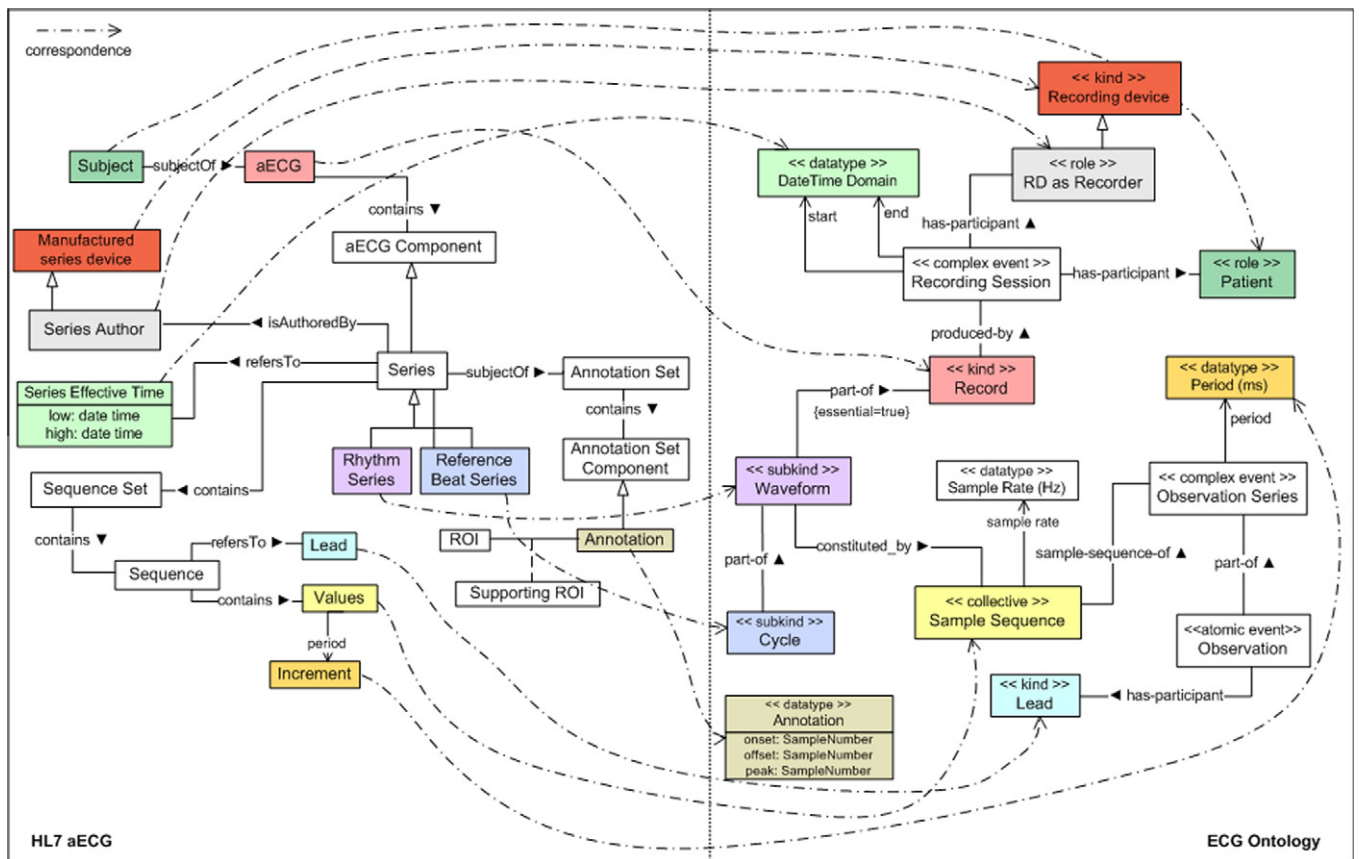 correspondence
Subject
subjectOf ►
aECG
contains ▼
aECG Component
Manufactured
series device
Series Author
◄ isAuthoredBy
◄ refersTo
Series
subjectOf ►
Annotation Set
Series Effective Time
low: date time
high: date time
contains ▼
Annotation Set
Component
Rhythm
Series
Reference
Beat Series
Sequence Set
◄ contains
contains ▼
refersTo ►
Lead
ROI
Annotation
Sequence
contains ►
Values
Supporting ROI
period
Increment
HL7 aECG
<< kind >>
Recording device
<< datatype >>
DateTime Domain
<< role >>
RD as Recorder
start
end
has-participant ▲
<< complex event >>
Recording Session
has-participant ►
<< role >>
Patient
produced-by ▲
<< kind >>
Record
part-of ►
{essential=true}
<< datatype >>
Period (ms)
period
<< subkind >>
Waveform
<< datatype >>
Sample Rate (Hz)
<< complex event >>
Observation Series
sample rate
constituted_by ►
sample-sequence-of ▲
part-of ▲
part-of ▲
<< collective >>
Sample Sequence
<< subkind >>
Cycle
<<atomic event>>
Observation
<< kind >>
Lead
◄ has-participant
<< datatype >>
Annotation
onset: SampleNumber
offset: SampleNumber
peak: SampleNumber
ECG Ontology